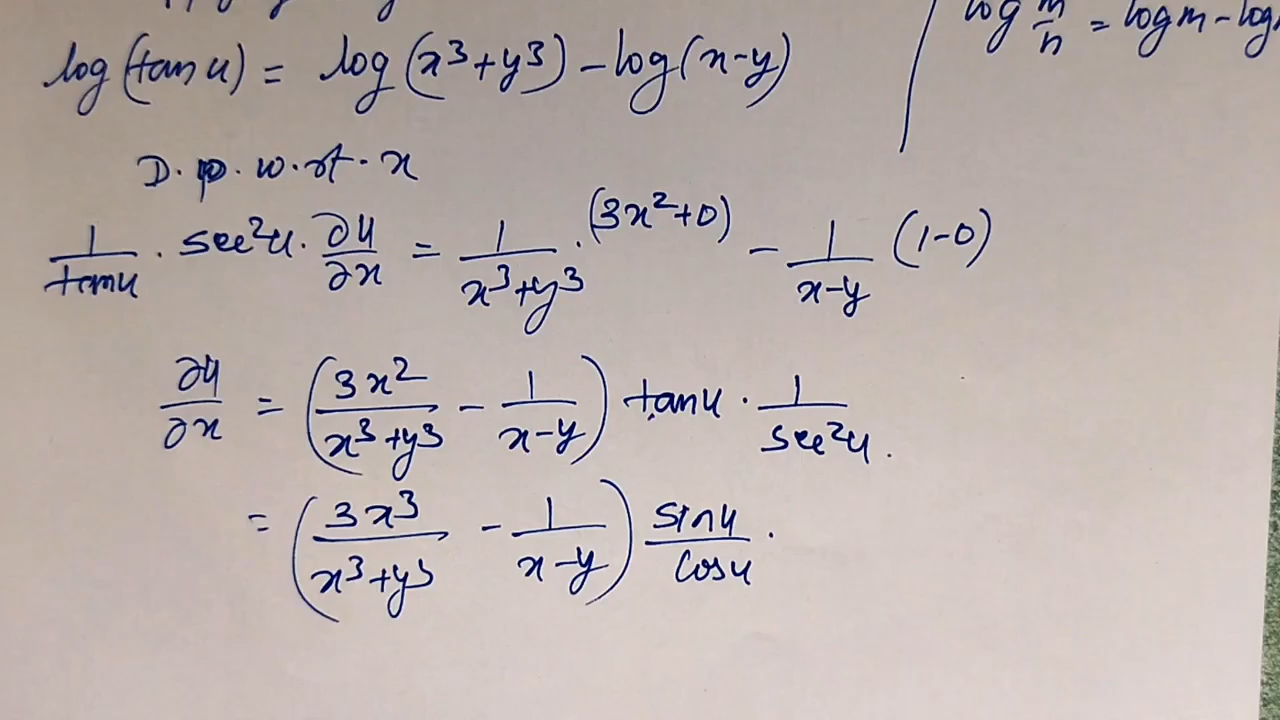 log m/n = log m - log
log(tan u) = log(x³+y³) - log(x-y)
D. p. w. r. t. x
1/tan u . sec²u . ∂u/∂x = 1/(x³+y³) . (3x²+0) - 1/(x-y) (1-0)
∂u/∂x = (3x²/(x³+y³) - 1/(x-y)) tan u . 1/sec²u .
= (3x³/(x³+y³) - 1/(x-y)) sin u/cos u .